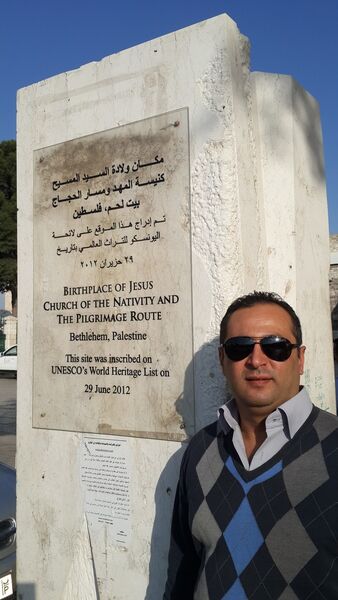 مكان ولادة السيد المسيح
كنيسة المهد ومسار الحجاج
بيت لحم، فلسطين
تم إدراج هذا الموقع على لائحة
اليونسكو للتراث العالمي بتاريخ
٢٩ حزيران ٢٠١٢
BIRTHPLACE OF JESUS
CHURCH OF THE NATIVITY AND
THE PILGRIMAGE ROUTE
Bethlehem, Palestine
This site was inscribed on
UNESCO's World Heritage List on
29 June 2012